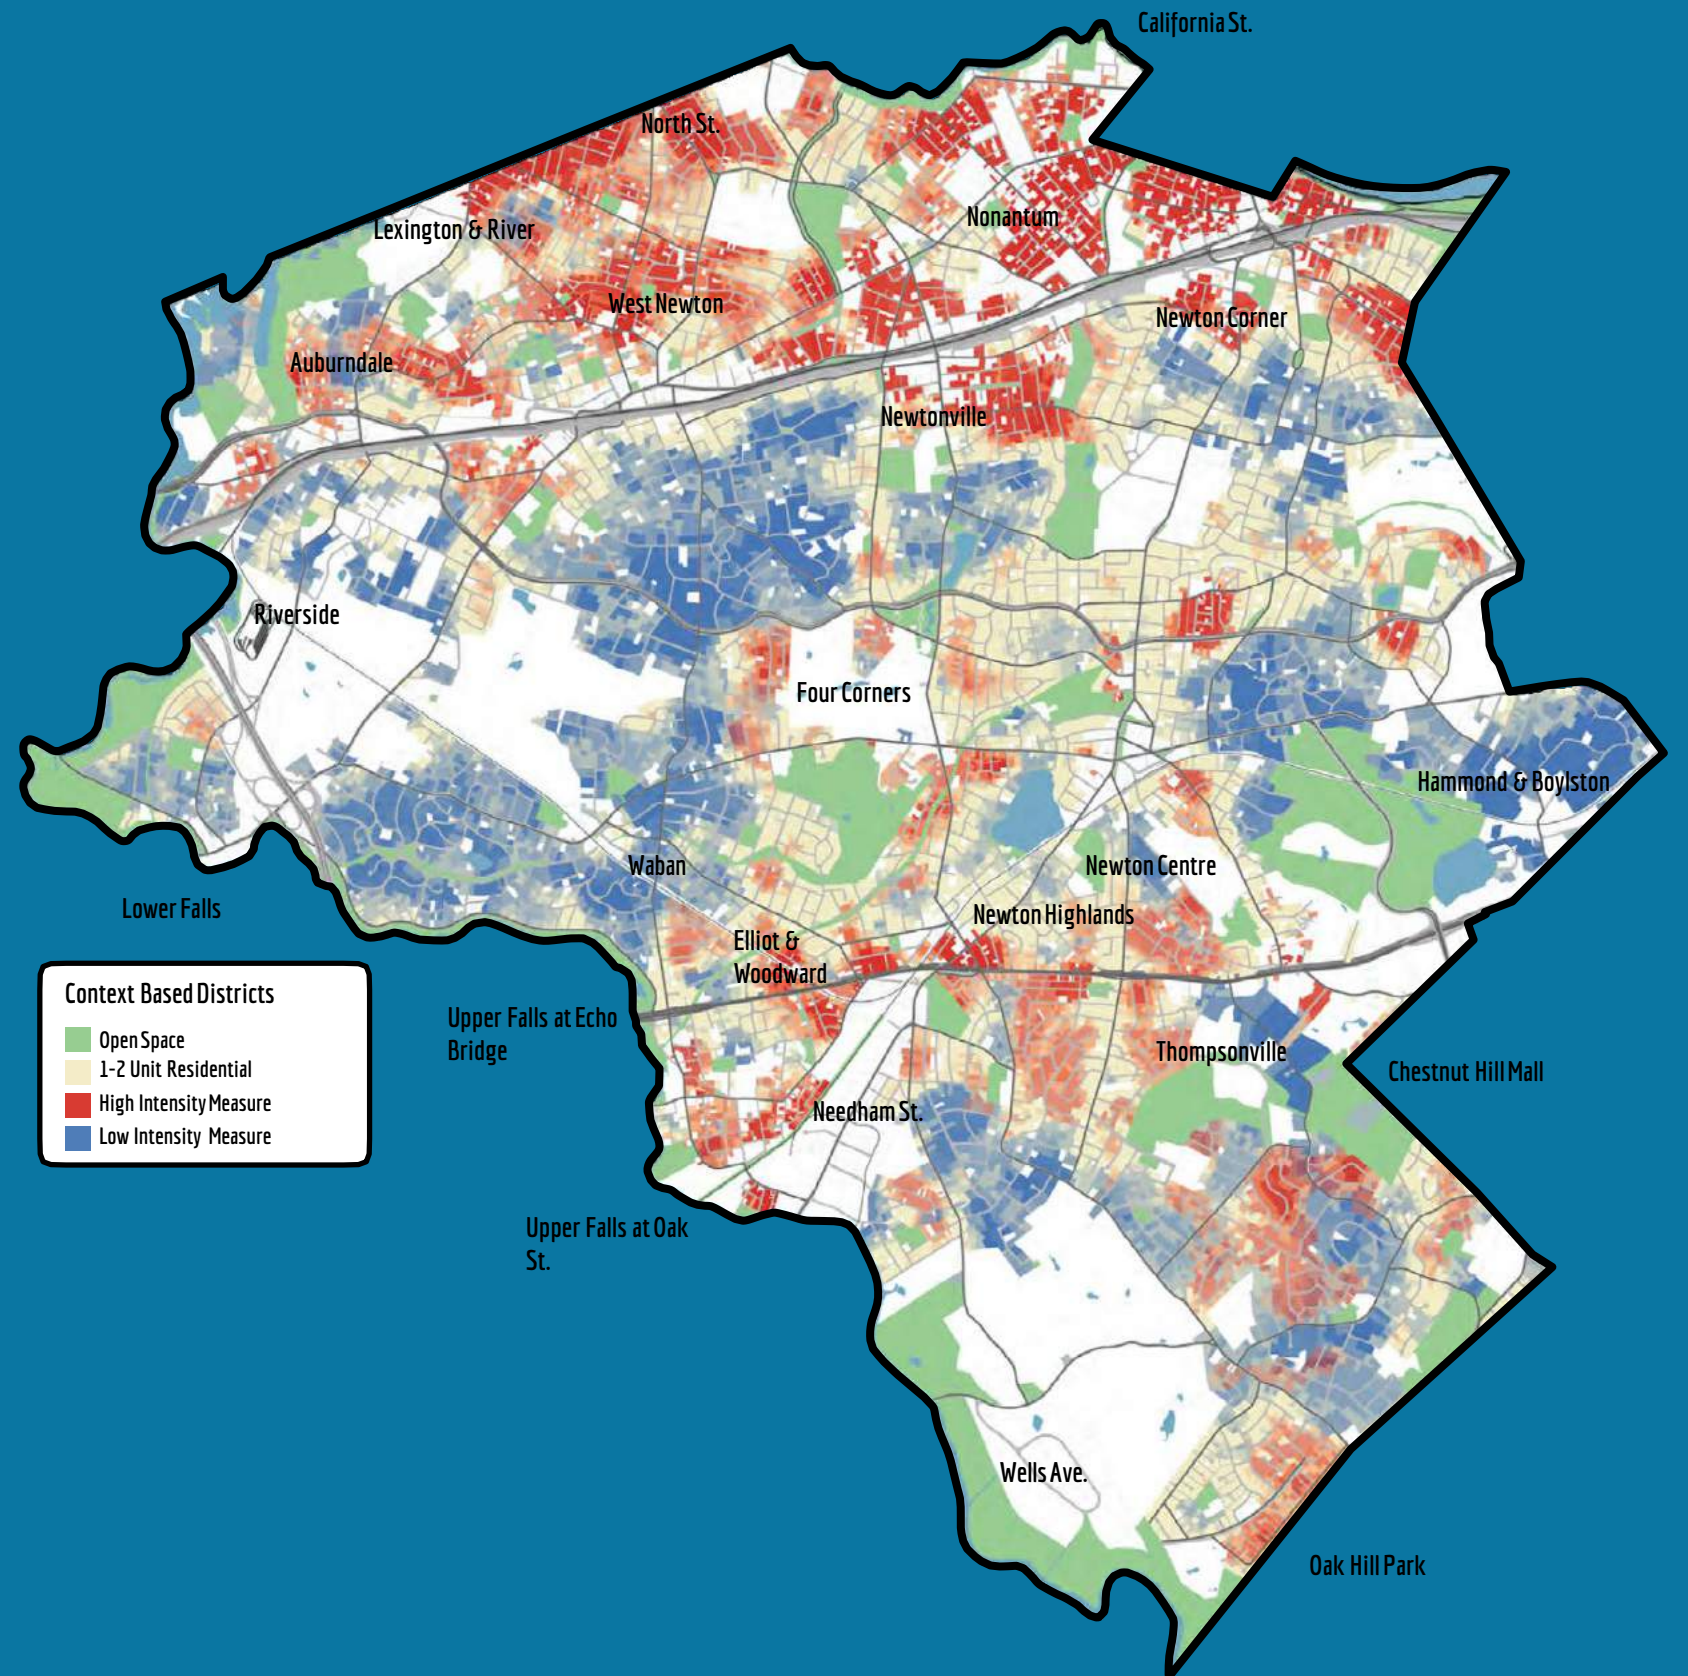 California St.
North St.
Nonantum
Lexington & River
West Newton
Newton Corner
Auburndale
Newtonville
Riverside
Four Corners
Hammond & Boylston
Waban
Newton Centre
Lower Falls
Newton Highlands
Elliot &
Woodward
Context Based Districts
Open Space
1-2 Unit Residential
High Intensity Measure
Low Intensity Measure
Upper Falls at Echo
Bridge
Thompsonville
Chestnut Hill Mall
Needham St.
Upper Falls at Oak
St.
Wells Ave.
Oak Hill Park